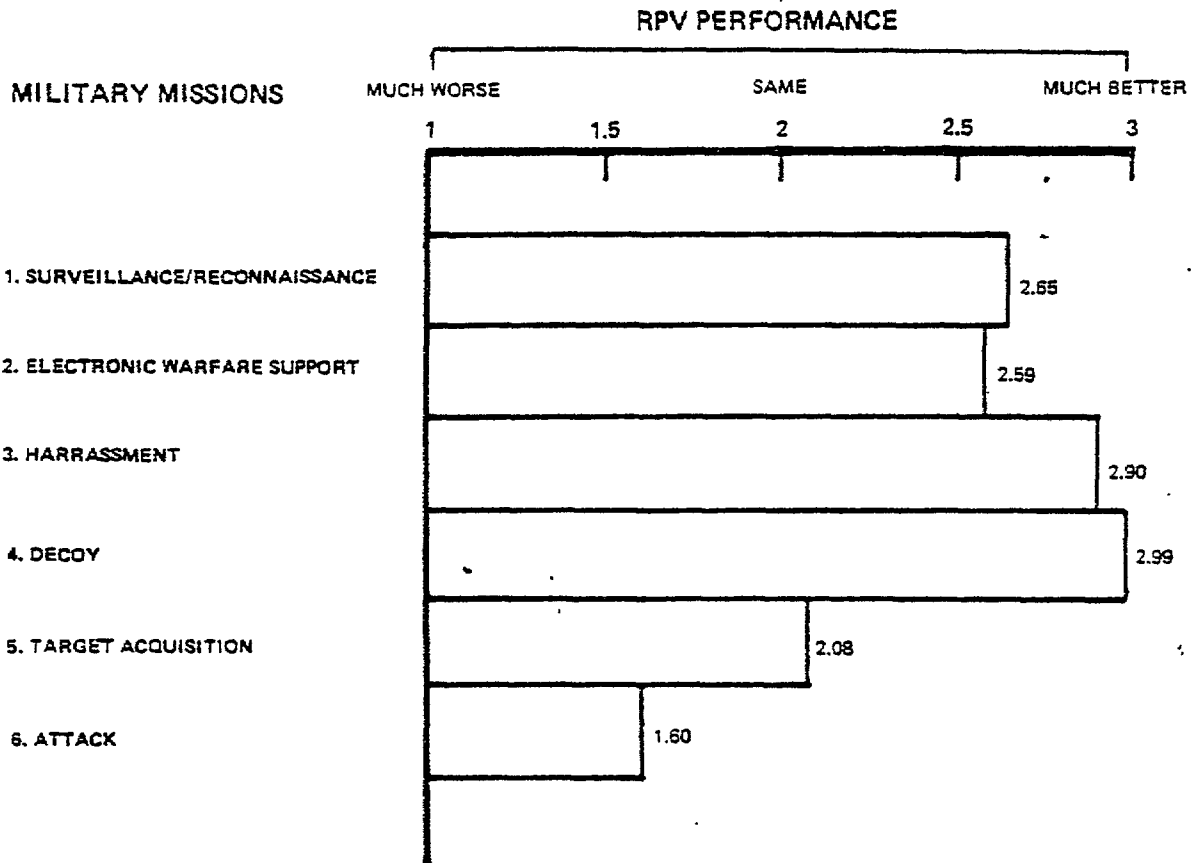 RPV PERFORMANCE
MILITARY MISSIONS
MUCH WORSE SAME MUCH BETTER
1 1.5 2 2.5 3
1. SURVEILLANCE/RECONNAISSANCE 2.65
2. ELECTRONIC WARFARE SUPPORT 2.59
3. HARRASSMENT 2.90
4. DECOY 2.99
5. TARGET ACQUISITION 2.08
6. ATTACK 1.60